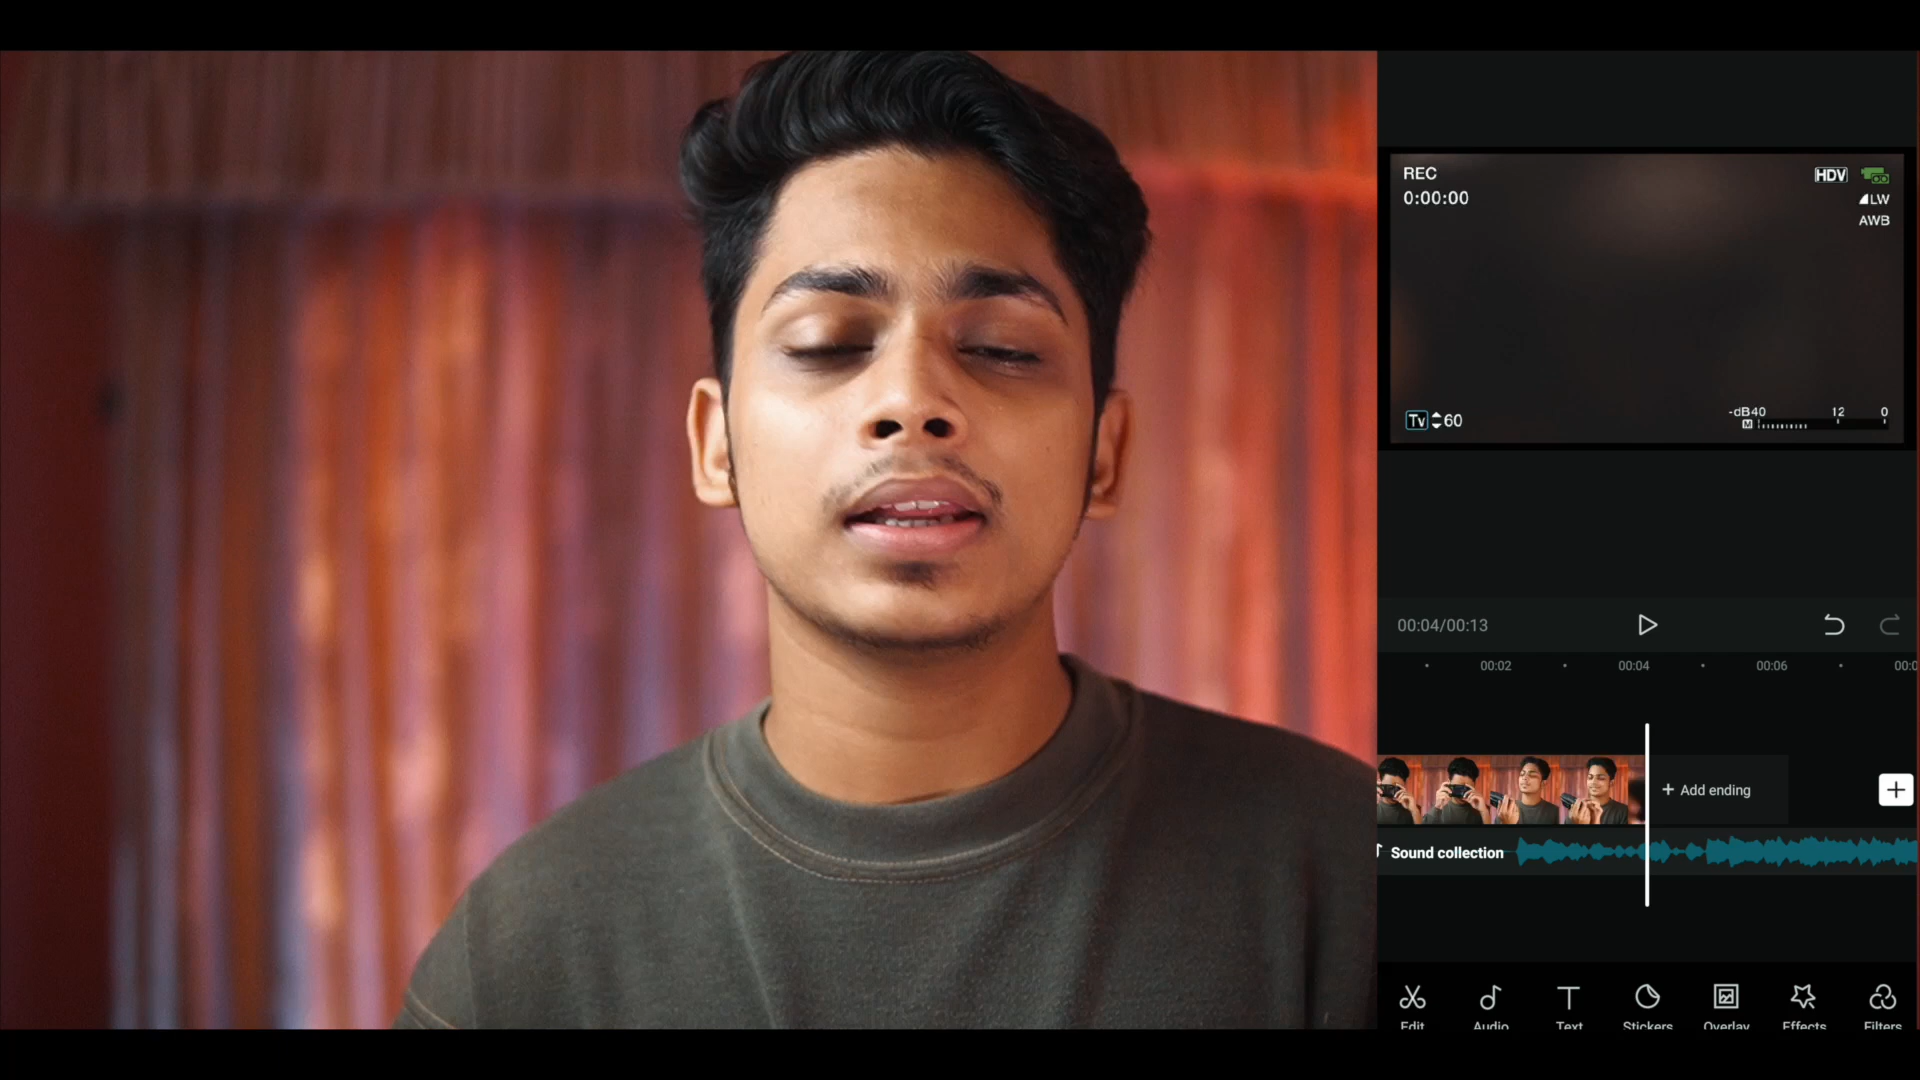 REC
HDV
0:00:00
LW
AWB
Tv 60
-dB40 12 0
M
00:04/00:13
00:02 00:04 00:06
+ Add ending
Sound collection
Edit Audio Text Stickers Overlay Effects Filters